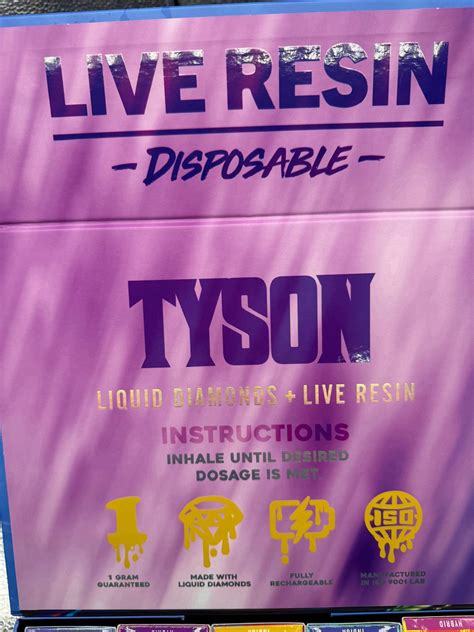 LIVE RESIN
- DISPOSABLE -
TYSON
LIQUID DIAMONDS + LIVE RESIN
INSTRUCTIONS
INHALE UNTIL DESIRED
DOSAGE IS MET
1 GRAM
GUARANTEED
MADE WITH
LIQUID DIAMONDS
FULLY
RECHARGEABLE
ISO
MANUFACTURED
IN ISO 9001 LAB
HYBRID